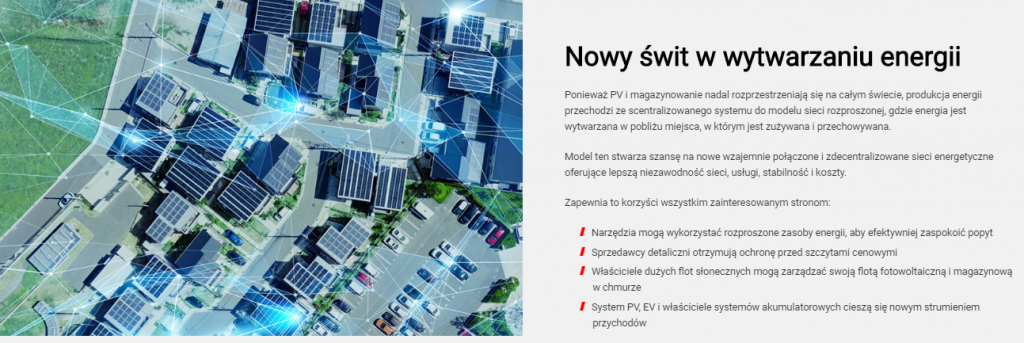 Nowy świt w wytwarzaniu energii
Ponieważ PV i magazynowanie nadal rozprzestrzeniają się na całym świecie, produkcja energii
przechodzi ze scentralizowanego systemu do modelu sieci rozproszonej, gdzie energia jest
wytwarzana w pobliżu miejsca, w którym jest zużywana i przechowywana.
Model ten stwarza szansę na nowe wzajemnie połączone i zdecentralizowane sieci energetyczne
oferujące lepszą niezawodność sieci, usługi, stabilność i koszty.
Zapewnia to korzyści wszystkim zainteresowanym stronom:
Narzędzia mogą wykorzystać rozproszone zasoby energii, aby efektywniej zaspokoić popyt
Sprzedawcy detaliczni otrzymują ochronę przed szczytami cenowymi
Właściciele dużych flot słonecznych mogą zarządzać swoją flotą fotowoltaiczną i magazynową
w chmurze
System PV, EV i właściciele systemów akumulatorowych cieszą się nowym strumieniem
przychodów